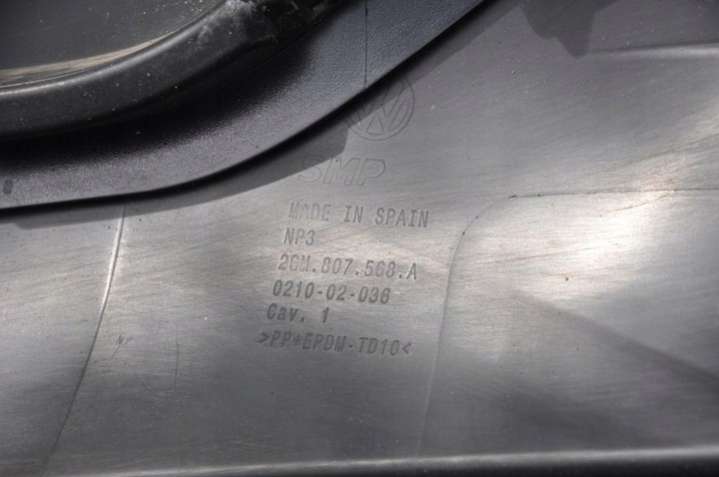 SMP
MADE IN SPAIN
NP3
2GM.807.568.A
0210-02-036
Cav. 1
>PP+EPDM-TD10<